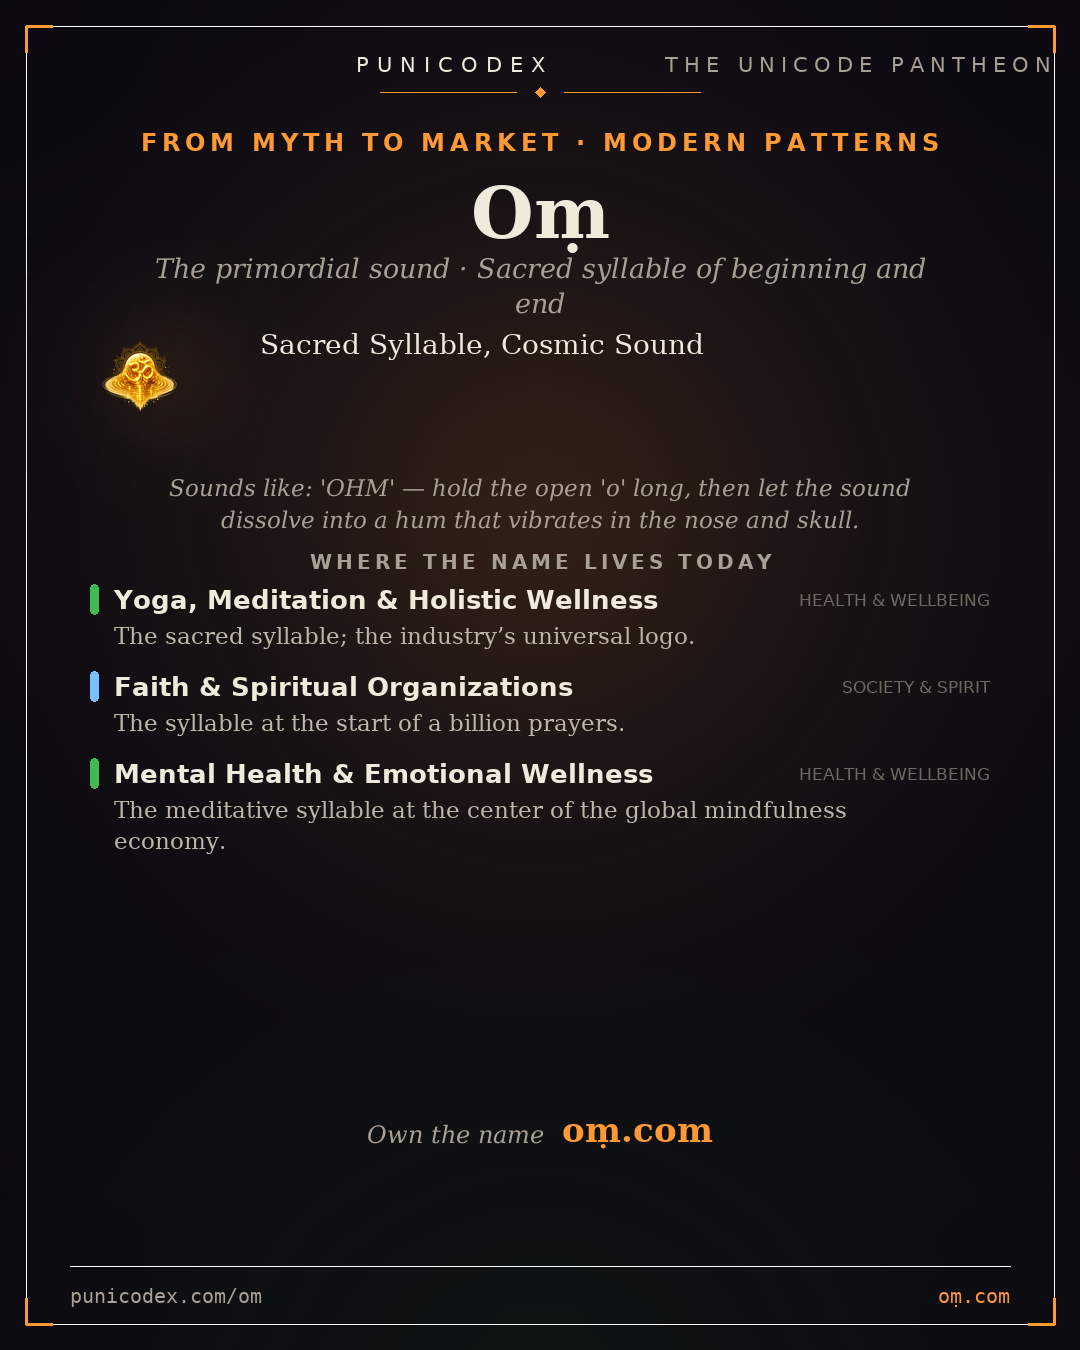 PUNICODEX THE UNICODE PANTHEON
FROM MYTH TO MARKET · MODERN PATTERNS
Oṃ
The primordial sound · Sacred syllable of beginning and
end
Sacred Syllable, Cosmic Sound
ॐ
Sounds like: 'OHM' — hold the open 'o' long, then let the sound
dissolve into a hum that vibrates in the nose and skull.
WHERE THE NAME LIVES TODAY
Yoga, Meditation & Holistic Wellness HEALTH & WELLBEING
The sacred syllable; the industry’s universal logo.
Faith & Spiritual Organizations SOCIETY & SPIRIT
The syllable at the start of a billion prayers.
Mental Health & Emotional Wellness HEALTH & WELLBEING
The meditative syllable at the center of the global mindfulness
economy.
Own the name oṃ.com
punicodex.com/om oṃ.com